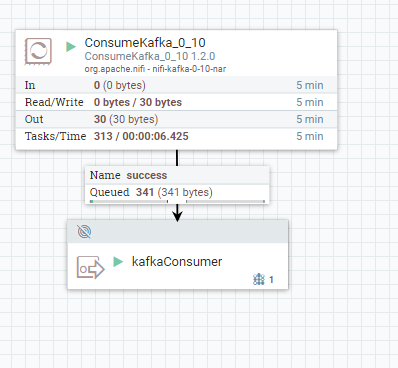 ConsumeKafka_0_10
ConsumeKafka_0_10 1.2.0
org.apache.nifi - nifi-kafka-0-10-nar
In 0 (0 bytes) 5 min
Read/Write 0 bytes / 30 bytes 5 min
Out 30 (30 bytes) 5 min
Tasks/Time 313 / 00:00:06.425 5 min
Name success
Queued 341 (341 bytes)
kafkaConsumer
1